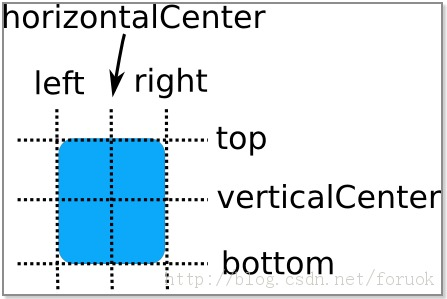 horizontalCenter
left
right
top
verticalCenter
bottom
http://blog.csdn.net/foruok